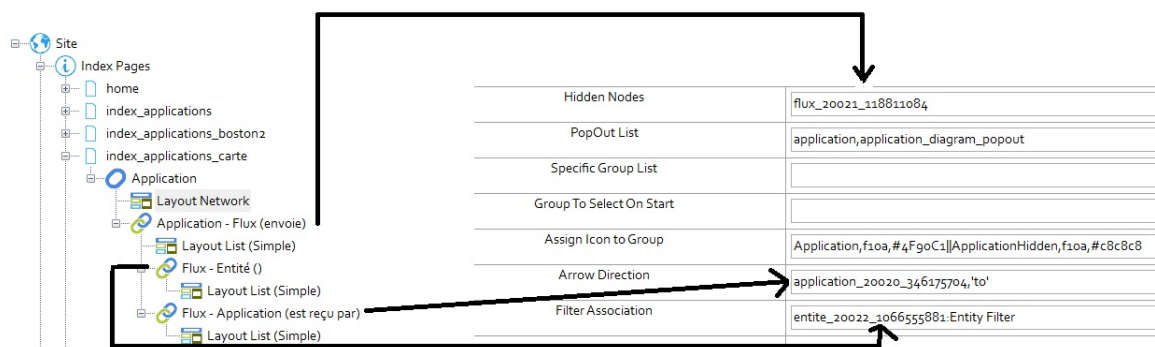 Site
Index Pages
home
index_applications
index_applications_boston2
index_applications_carte
Application
Layout Network
Application - Flux (envoie)
Layout List (Simple)
Flux - Entité ()
Layout List (Simple)
Flux - Application (est reçu par)
Layout List (Simple)
Hidden Nodes flux_20021_118811084
PopOut List application,application_diagram_popout
Specific Group List
Group To Select On Start
Assign Icon to Group Application,f10a,#4F90C1||ApplicationHidden,f10a,#c8c8c8
Arrow Direction application_20020_346175704,'to'
Filter Association entite_20022_1066555881:Entity Filter